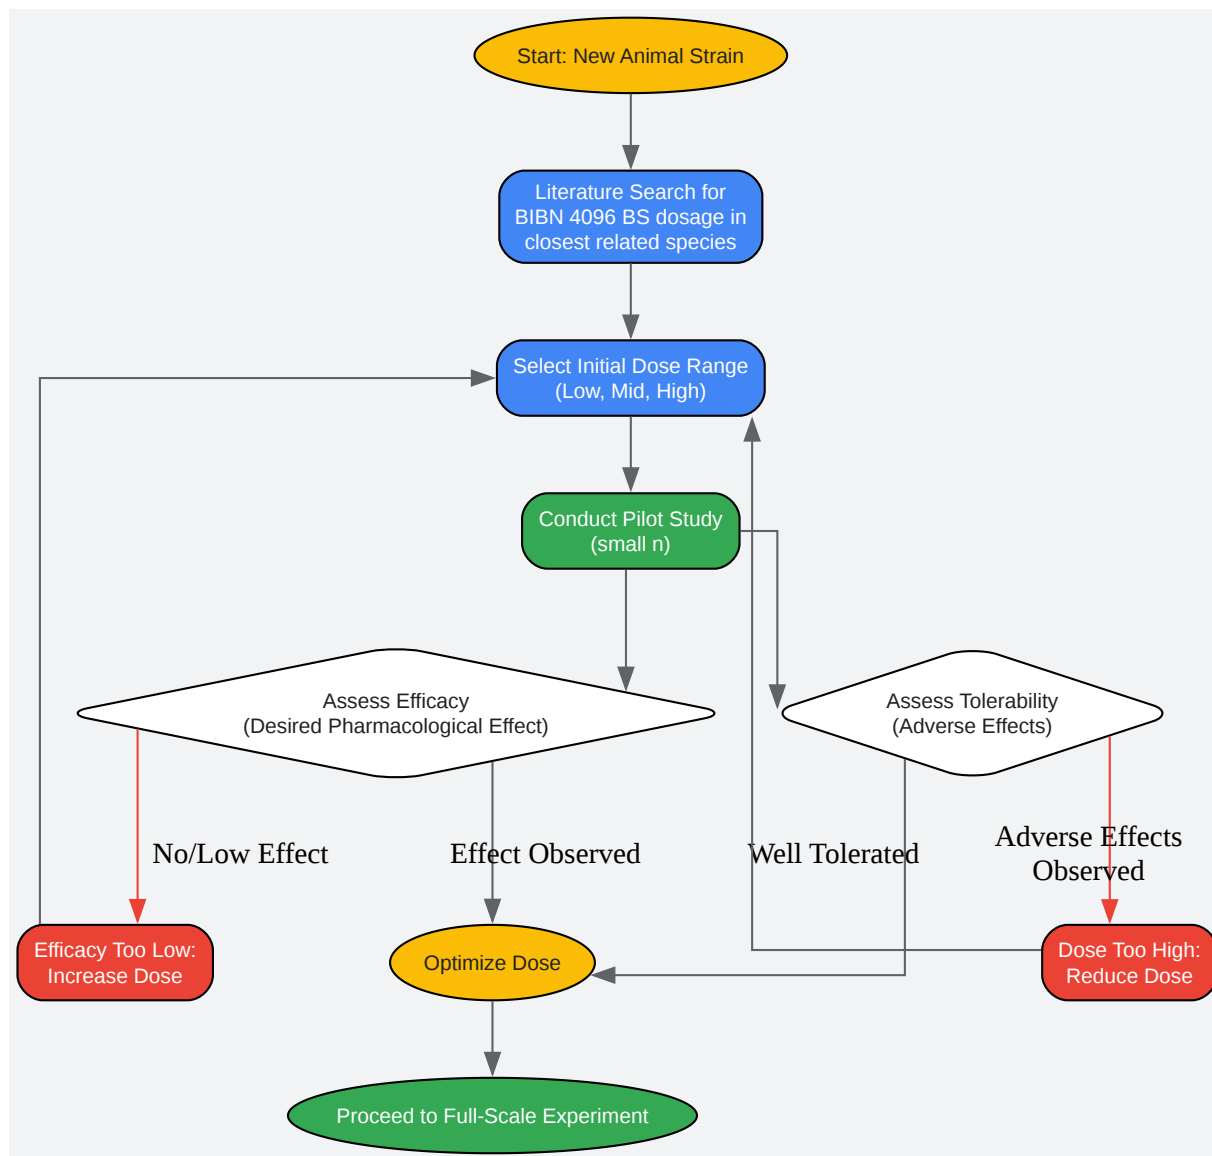 Start: New Animal Strain
Literature Search for
BIBN 4096 BS dosage in
closest related species
Select Initial Dose Range
(Low, Mid, High)
Conduct Pilot Study
(small n)
Assess Efficacy
(Desired Pharmacological Effect)
Assess Tolerability
(Adverse Effects)
No/Low Effect
Effect Observed
Well Tolerated
Adverse Effects
Observed
Efficacy Too Low:
Increase Dose
Optimize Dose
Dose Too High:
Reduce Dose
Proceed to Full-Scale Experiment